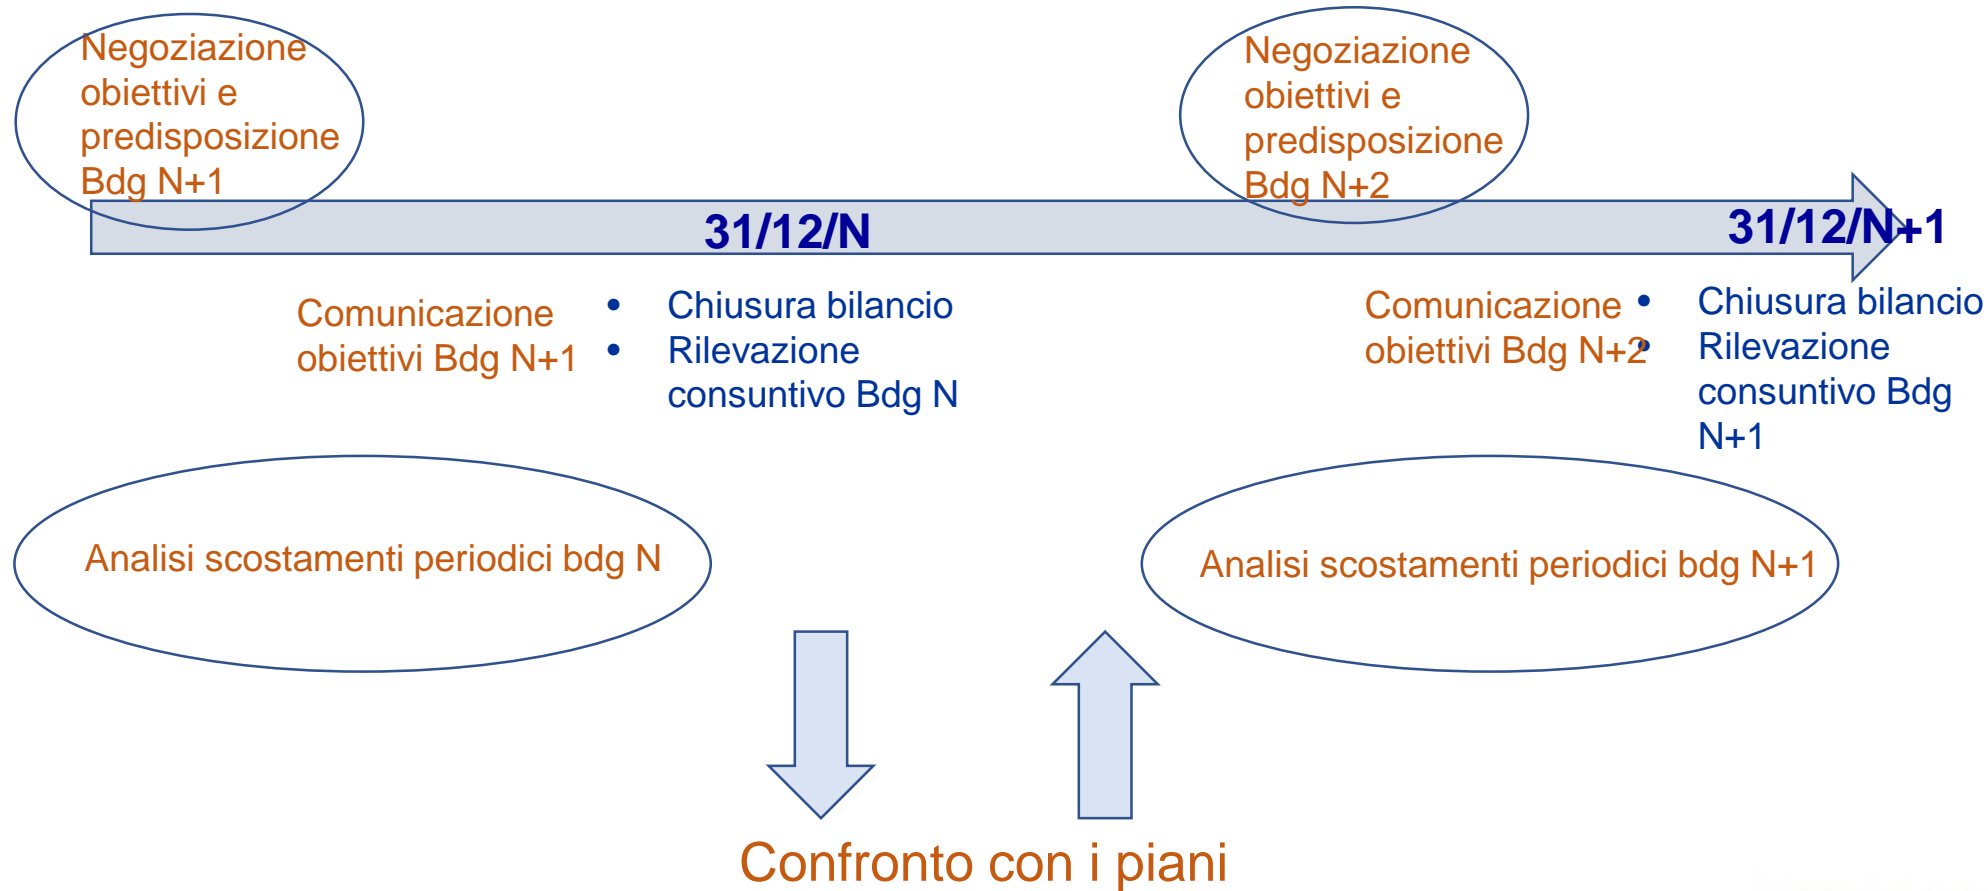 Negoziazione
obiettivi e
predisposizione
Bdg N+1
Negoziazione
obiettivi e
predisposizione
Bdg N+2
31/12/N
31/12/N+1
Comunicazione
obiettivi Bdg N+1
• Chiusura bilancio
• Rilevazione
consuntivo Bdg N
Comunicazione
obiettivi Bdg N+2
• Chiusura bilancio
• Rilevazione
consuntivo Bdg
N+1
Analisi scostamenti periodici bdg N
Analisi scostamenti periodici bdg N+1
Confronto con i piani